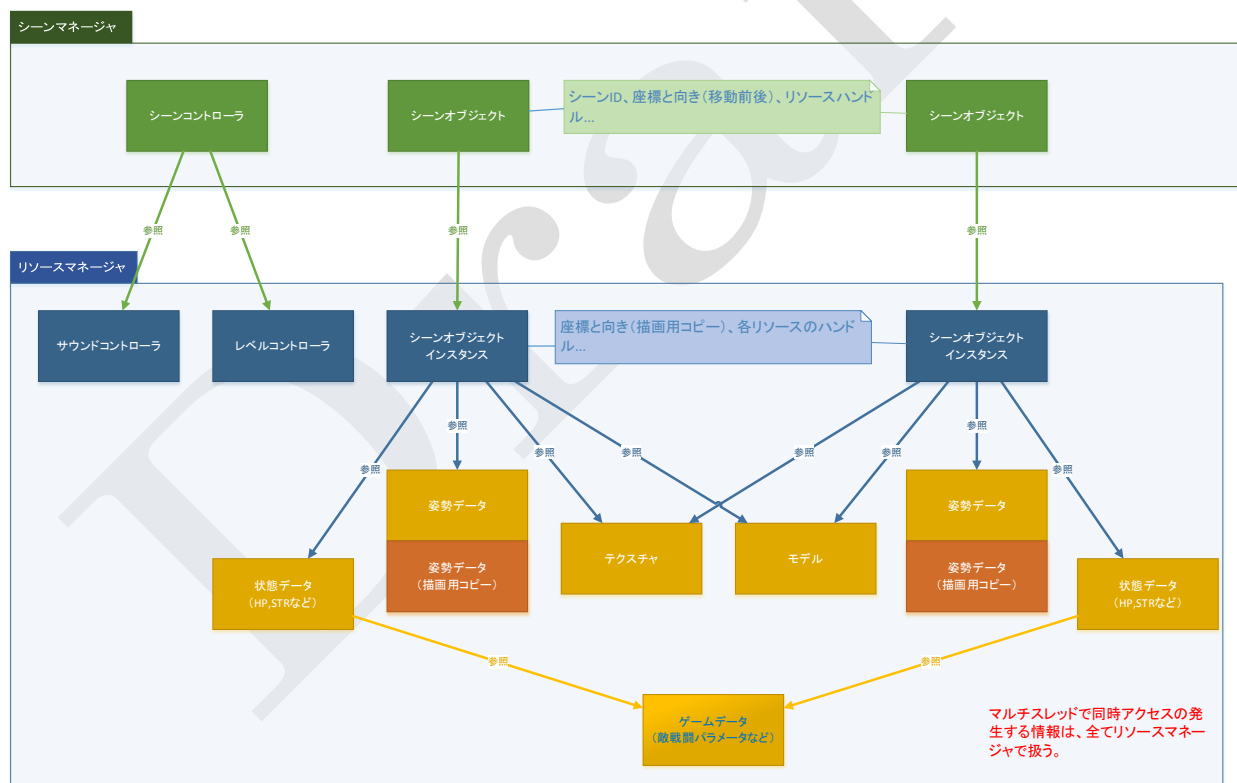 シーンマネージャ
シーンコントローラ
シーンオブジェクト
シーンID、座標と向き(移動前後)、リソースハンド
ル...
シーンオブジェクト
参照
参照
参照
参照
リソースマネージャ
サウンドコントローラ
レベルコントローラ
シーンオブジェクト
インスタンス
座標と向き(描画用コピー)、各リソースのハンド
ル...
シーンオブジェクト
インスタンス
参照
参照
参照
参照
参照
参照
参照
参照
姿勢データ
姿勢データ
(描画用コピー)
テクスチャ
モデル
姿勢データ
姿勢データ
(描画用コピー)
状態データ
(HP,STRなど)
状態データ
(HP,STRなど)
参照
参照
ゲームデータ
(敵戦闘パラメータなど)
マルチスレッドで同時アクセスの発
生する情報は、全てリソースマネー
ジャで扱う。
Draft